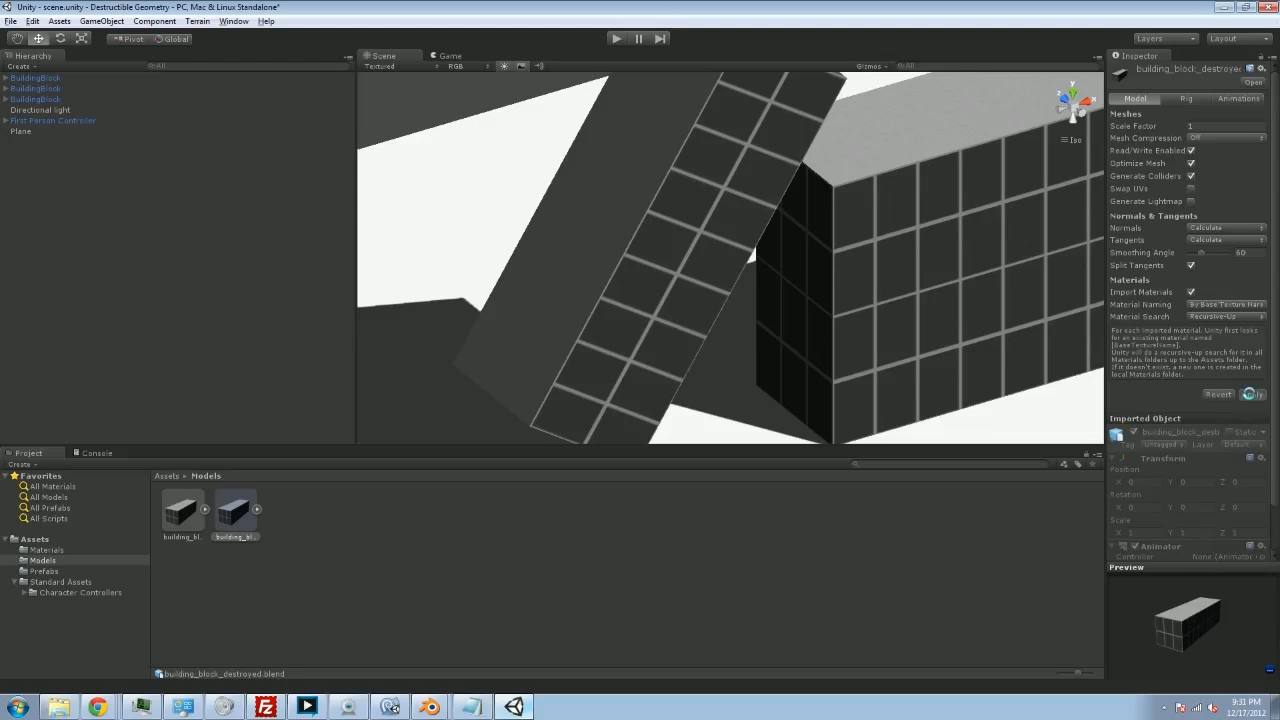 Unity - scene.unity - Destructible Geometry - PC, Mac & Linux Standalone*
File Edit Assets GameObject Component Terrain Window Help
Pivot Global Layers Layout
Hierarchy Scene Game Inspector
Create All Textured RGB Gizmos All
building_block_destroyed
Open
BuildingBlock
BuildingBlock
BuildingBlock
Directional light
First Person Controller
Plane
y
z
x
Iso
Model Rig Animations
Meshes
Scale Factor 1
Mesh Compression Off
Read/Write Enabled
Optimize Mesh
Generate Colliders
Swap UVs
Generate Lightmap
Normals & Tangents
Normals Calculate
Tangents Calculate
Smoothing Angle 60
Split Tangents
Materials
Import Materials
Material Naming By Base Texture Nam
Material Search Recursive-Up
For each imported material, Unity first looks
for an existing material named
[BaseTextureName].
Unity will do a recursive-up search for it in all
Materials folders up to the Assets folder.
If it doesn't exist, a new one is created in the
local Materials folder.
Revert
Imported Object
building_block_destr Static
Tag Untagged Layer Default
Transform
Position
X 0 Y 0 Z 0
Rotation
X 0 Y 0 Z 0
Scale
X 1 Y 1 Z 1
Animator
Controller None (Animator
Preview
Project Console
Create
Favorites
All Materials
All Models
All Prefabs
All Scripts
Assets
Materials
Models
Prefabs
Standard Assets
Character Controllers
Assets Models
building_bl.. building_bl..
building_block_destroyed.blend
9:31 PM
12/17/2012